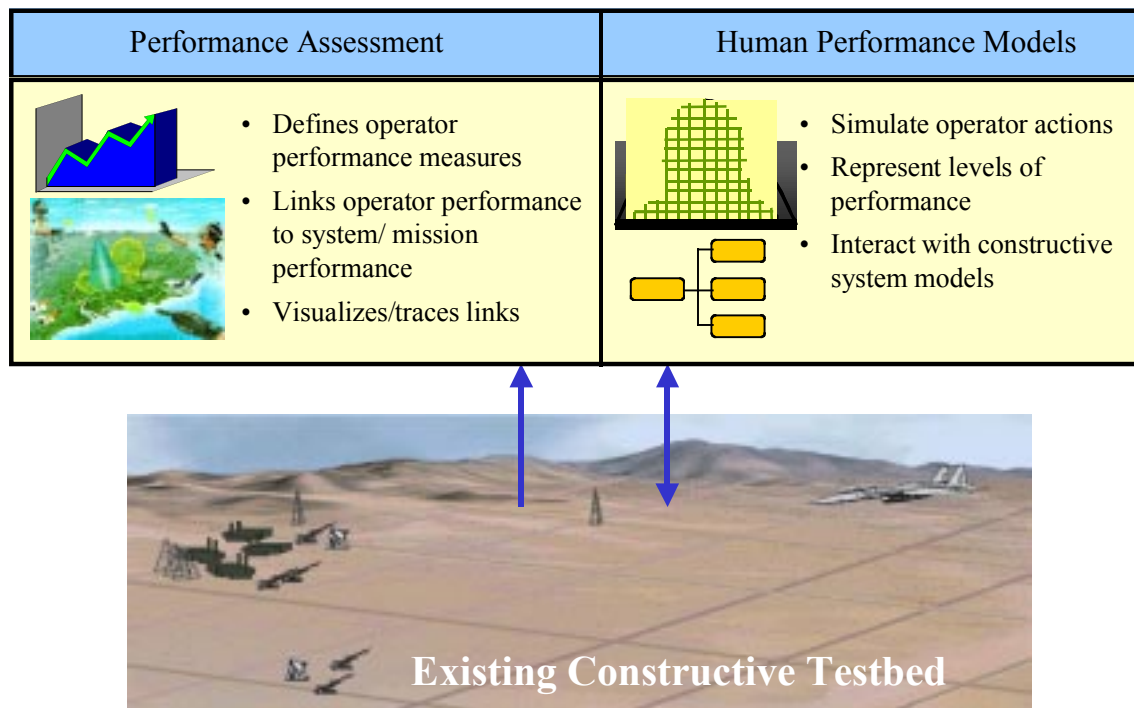 Performance Assessment
Human Performance Models
• Defines operator
performance measures
• Links operator performance
to system/ mission
performance
• Visualizes/traces links
• Simulate operator actions
• Represent levels of
performance
• Interact with constructive
system models
Existing Constructive Testbed